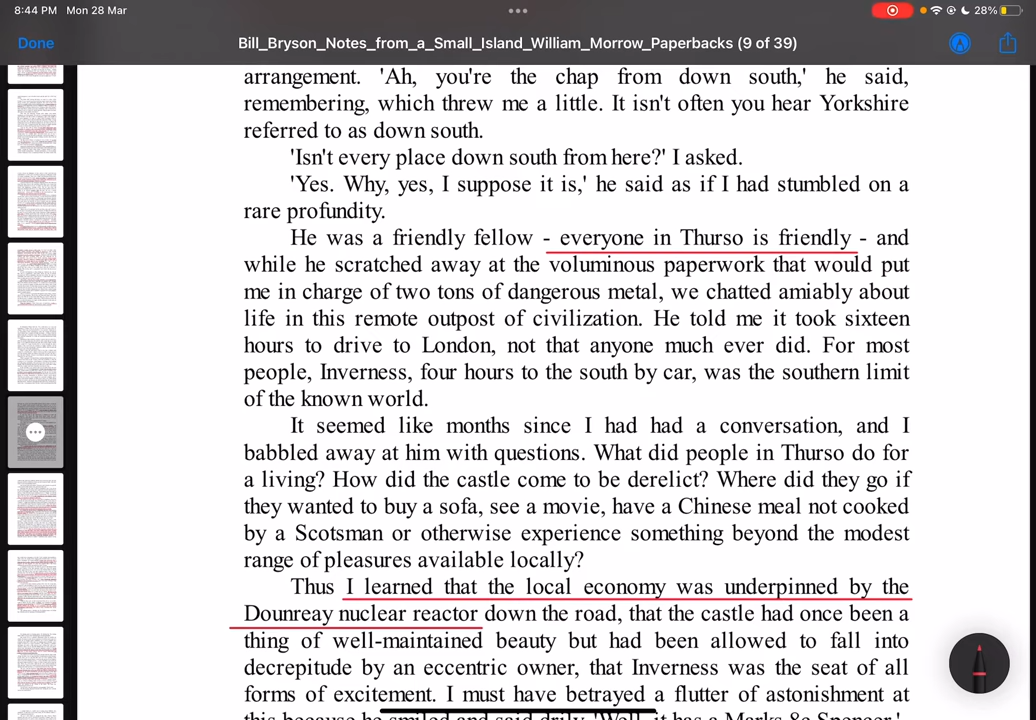 8:44 PM Mon 28 Mar
28%
Done
Bill_Bryson_Notes_from_a_Small_Island_William_Morrow_Paperbacks (9 of 39)
arrangement. 'Ah, you're the chap from down south,' he said,
remembering, which threw me a little. It isn't often you hear Yorkshire
referred to as down south.
'Isn't every place down south from here?' I asked.
'Yes. Why, yes, I suppose it is,' he said as if I had stumbled on a
rare profundity.
He was a friendly fellow - everyone in Thurso is friendly - and
while he scratched away at the voluminous paperwork that would put
me in charge of two tons of dangerous metal, we chatted amiably about
life in this remote outpost of civilization. He told me it took sixteen
hours to drive to London, not that anyone much ever did. For most
people, Inverness, four hours to the south by car, was the southern limit
of the known world.
It seemed like months since I had had a conversation, and I
babbled away at him with questions. What did people in Thurso do for
a living? How did the castle come to be derelict? Where did they go if
they wanted to buy a sofa, see a movie, have a Chinese meal not cooked
by a Scotsman or otherwise experience something beyond the modest
range of pleasures available locally?
Thus I learned that the local economy was underpinned by the
Dounreay nuclear reactor down the road, that the castle had once been a
thing of well-maintained beauty but had been allowed to fall into
decrepitude by an eccentric owner, that Inverness was the seat of all
forms of excitement. I must have betrayed a flutter of astonishment at
this because he smiled and said drily, 'Well, it has a Marks &c Spencer.'